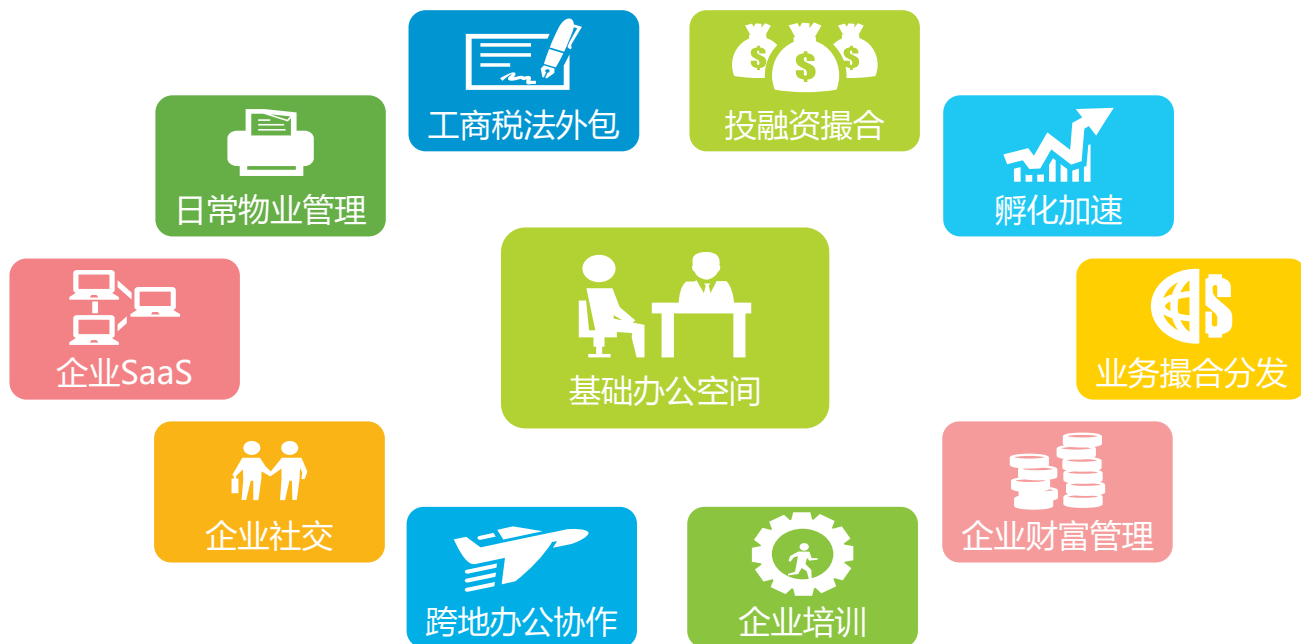 工商税法外包
投融资撮合
日常物业管理
孵化加速
企业SaaS
基础办公空间
业务撮合分发
企业社交
企业财富管理
跨地办公协作
企业培训